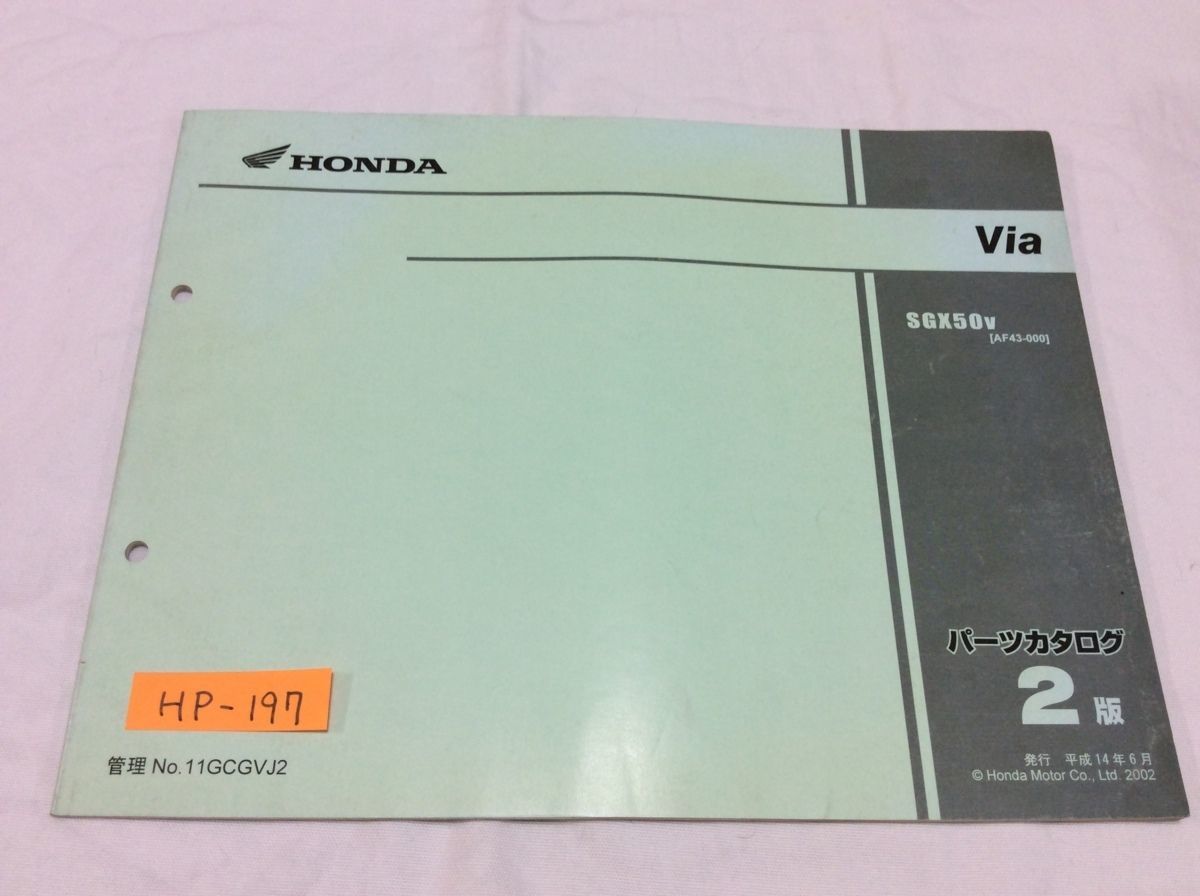 HONDA
Via
SGX50V
[AF43-000]
パーツカタログ
2版
HP-197
管理 No.11GCGVJ2
発行 平成14年6月
© Honda Motor Co., Ltd. 2002